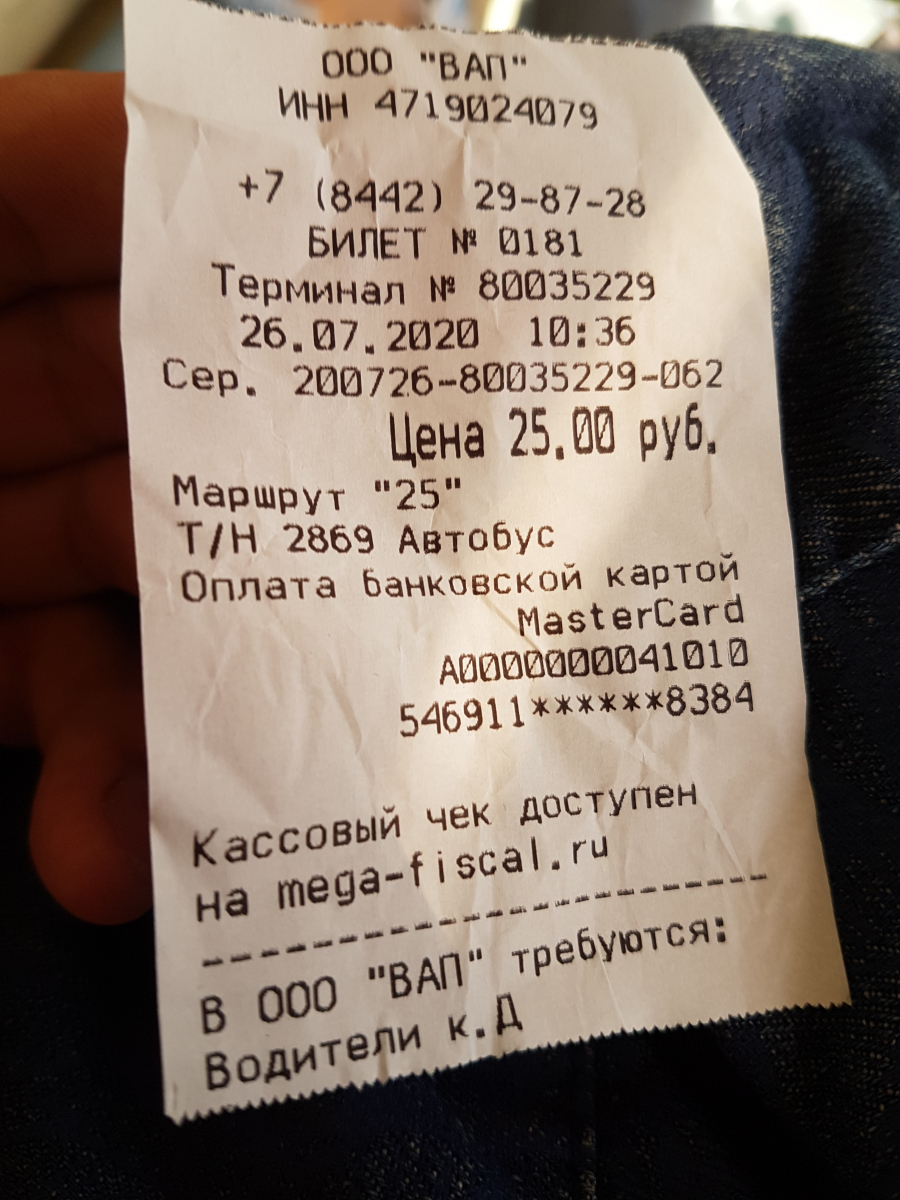 ООО "ВАП"
ИНН 4719024079
+7 (8442) 29-87-28
БИЛЕТ № 0181
Терминал № 80035229
26.07.2020 10:36
Сер. 200726-80035229-062
Цена 25.00 руб.
Маршрут "25"
Т/Н 2869 Автобус
Оплата банковской картой
MasterCard
A0000000041010
546911******8384
Кассовый чек доступен
на mega-fiscal.ru
-------------------------
В ООО "ВАП" требуются:
Водители к.Д